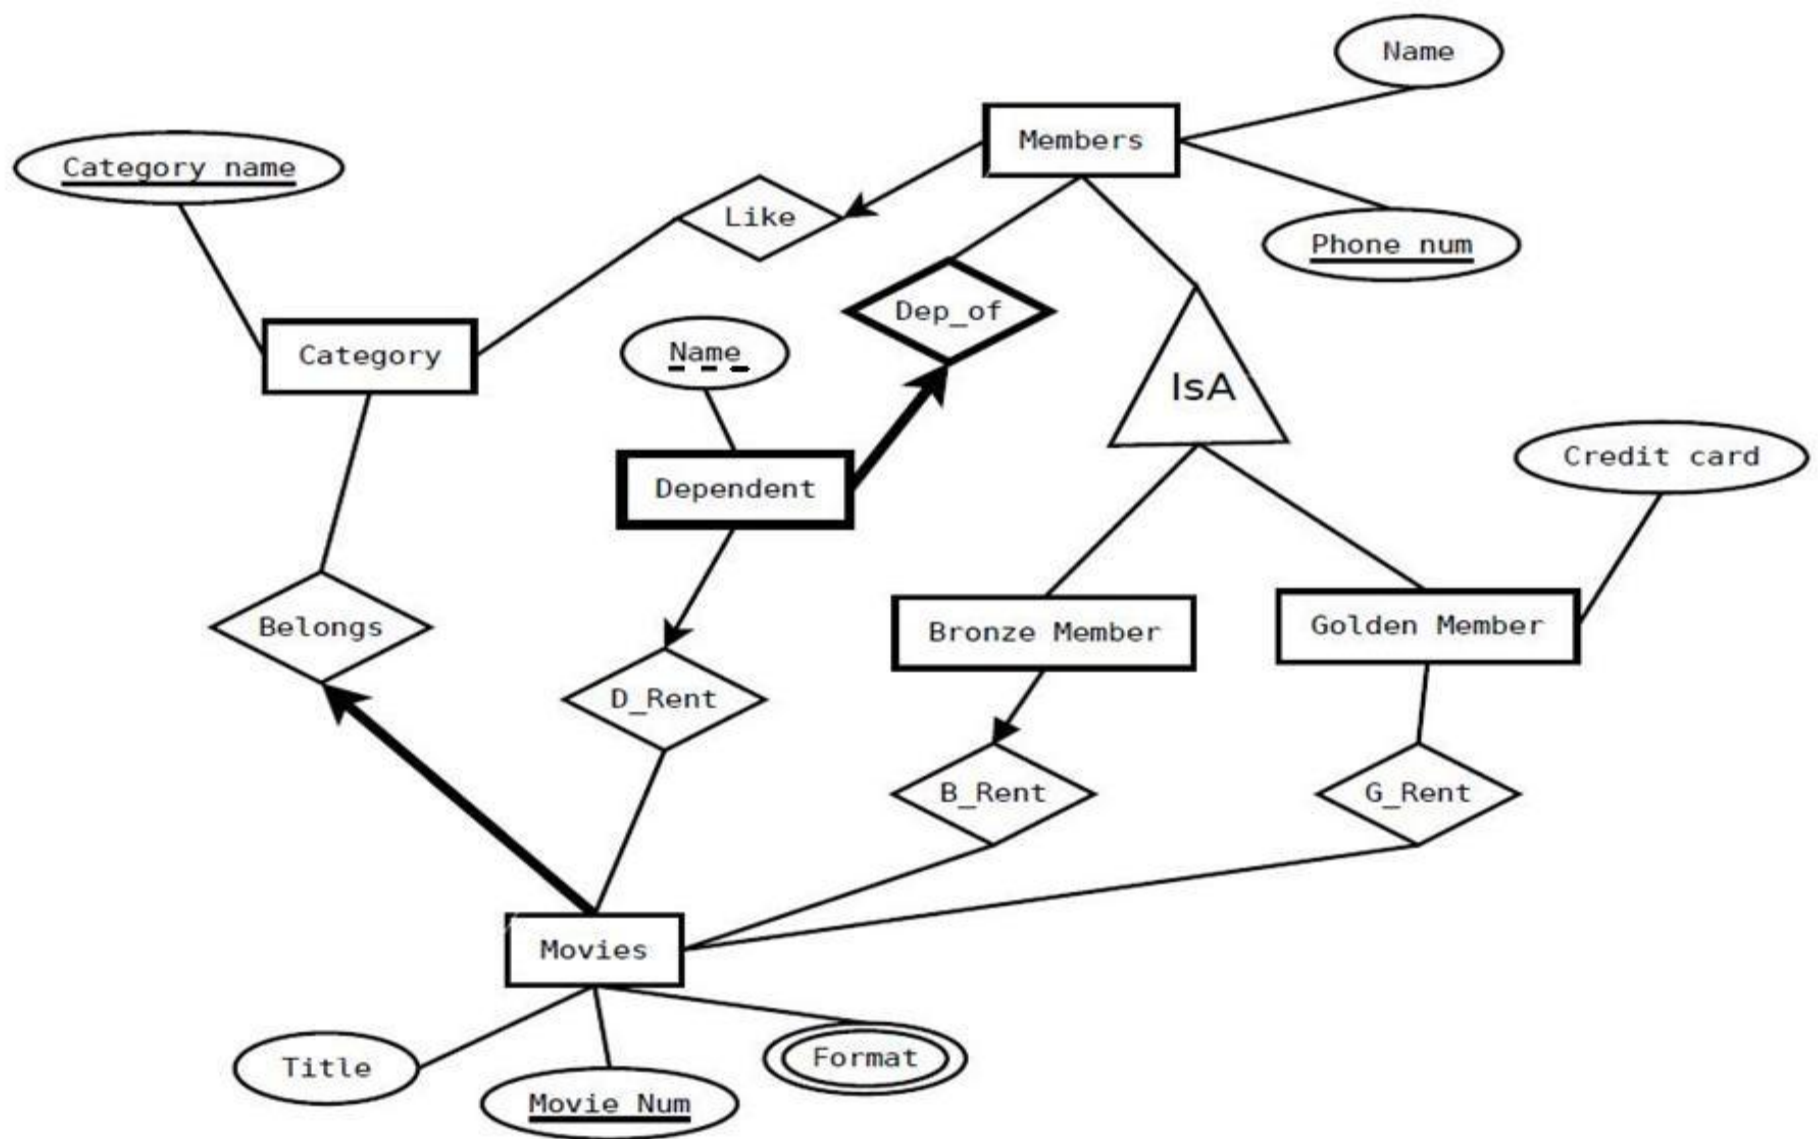 Name
Members
Category name
Like
Phone num
Dep_of
Name
Category
IsA
Credit card
Dependent
Belongs
Bronze Member
Golden Member
D_Rent
B_Rent
G_Rent
Movies
Title
Format
Movie Num